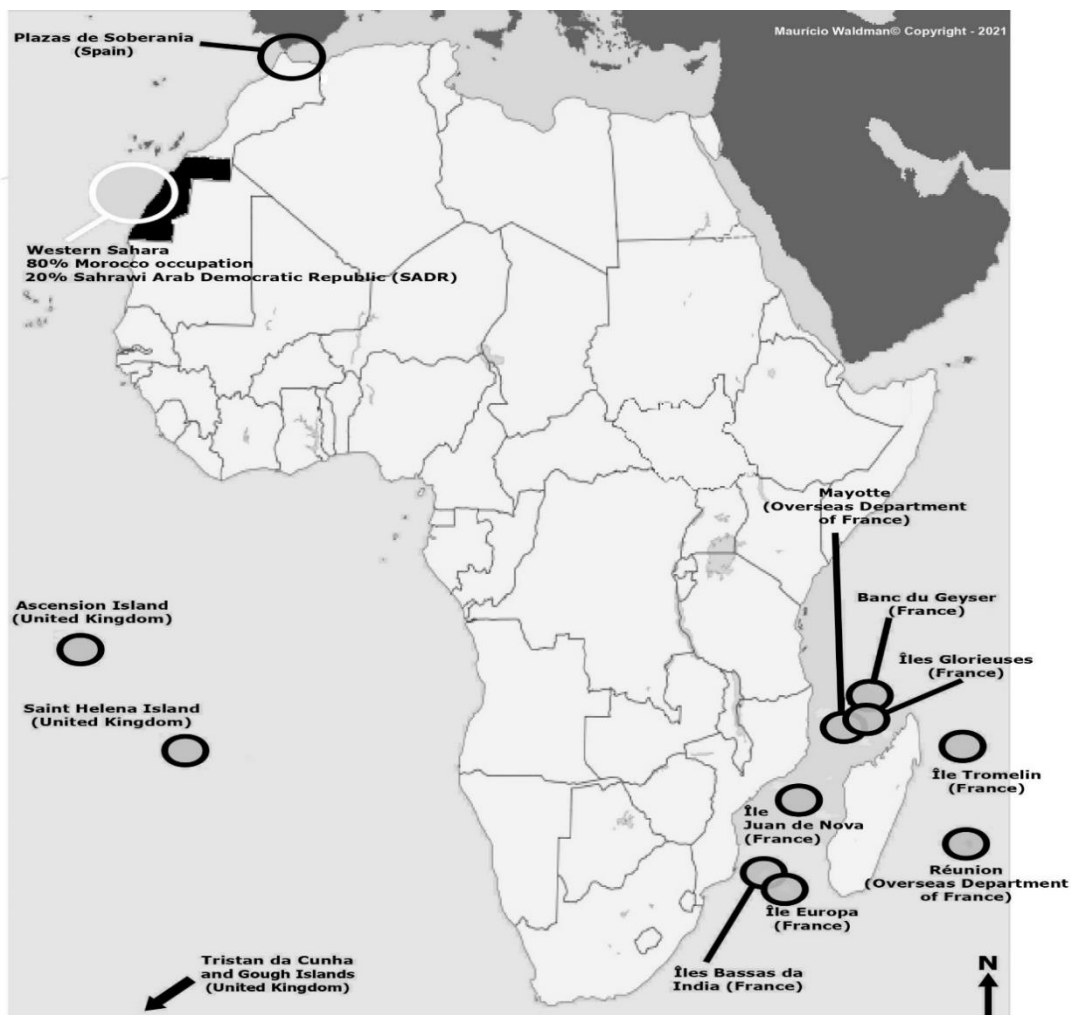 Maurício Waldman© Copyright - 2021
Plazas de Soberania
(Spain)
Western Sahara
80% Morocco occupation
20% Sahrawi Arab Democratic Republic (SADR)
Mayotte
(Overseas Department
of France)
Banc du Geyser
(France)
Îles Glorieuses
(France)
Ascension Island
(United Kingdom)
Saint Helena Island
(United Kingdom)
Île Tromelin
(France)
Île
Juan de Nova
(France)
Réunion
(Overseas Department
of France)
Île Europa
(France)
Îles Bassas da
India (France)
Tristan da Cunha
and Gough Islands
(United Kingdom)
N